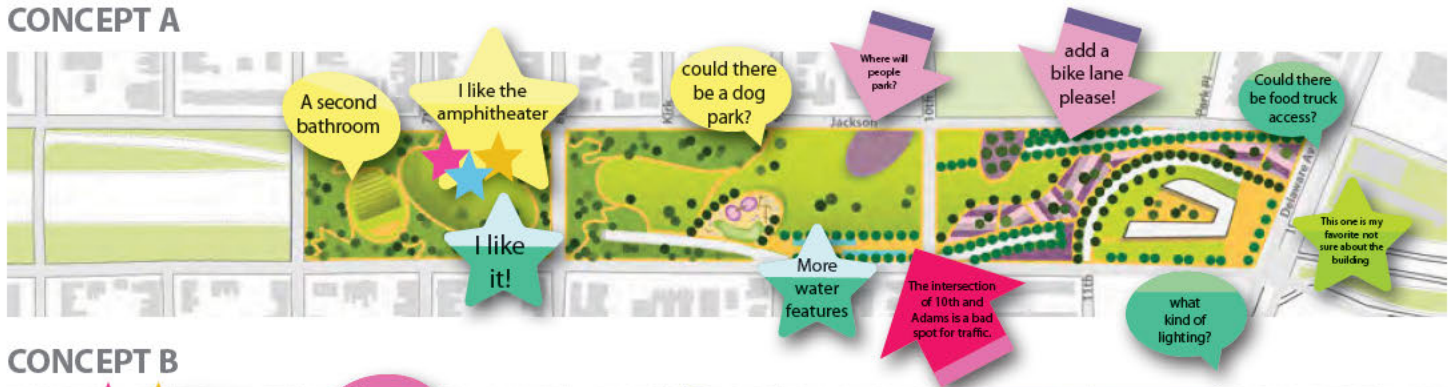 CONCEPT A
A second
bathroom
I like the
amphitheater
could there
be a dog
park?
Where will
people
park?
add a
bike lane
please!
Could there
be food truck
access?
Kirk
Jackson
10th
Park Pl
Delaware Av
I like
it!
More
water
features
The intersection
of 10th and
Adams is a bad
spot for traffic.
11th
what
kind of
lighting?
This one is my
favorite not
sure about the
building
CONCEPT B